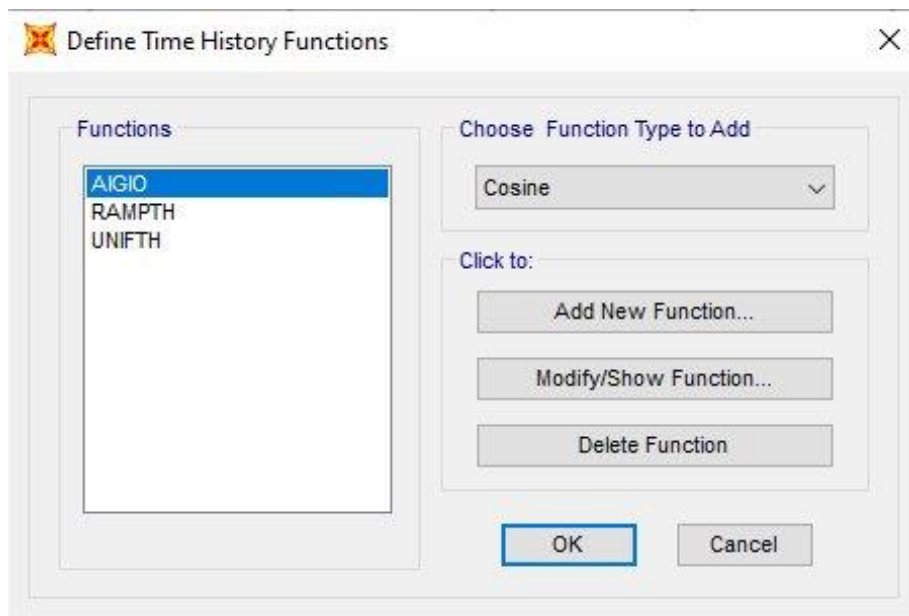 Define Time History Functions
Functions
AIGIO
RAMPTH
UNIFTH
Choose Function Type to Add
Cosine
Click to:
Add New Function...
Modify/Show Function...
Delete Function
OK
Cancel